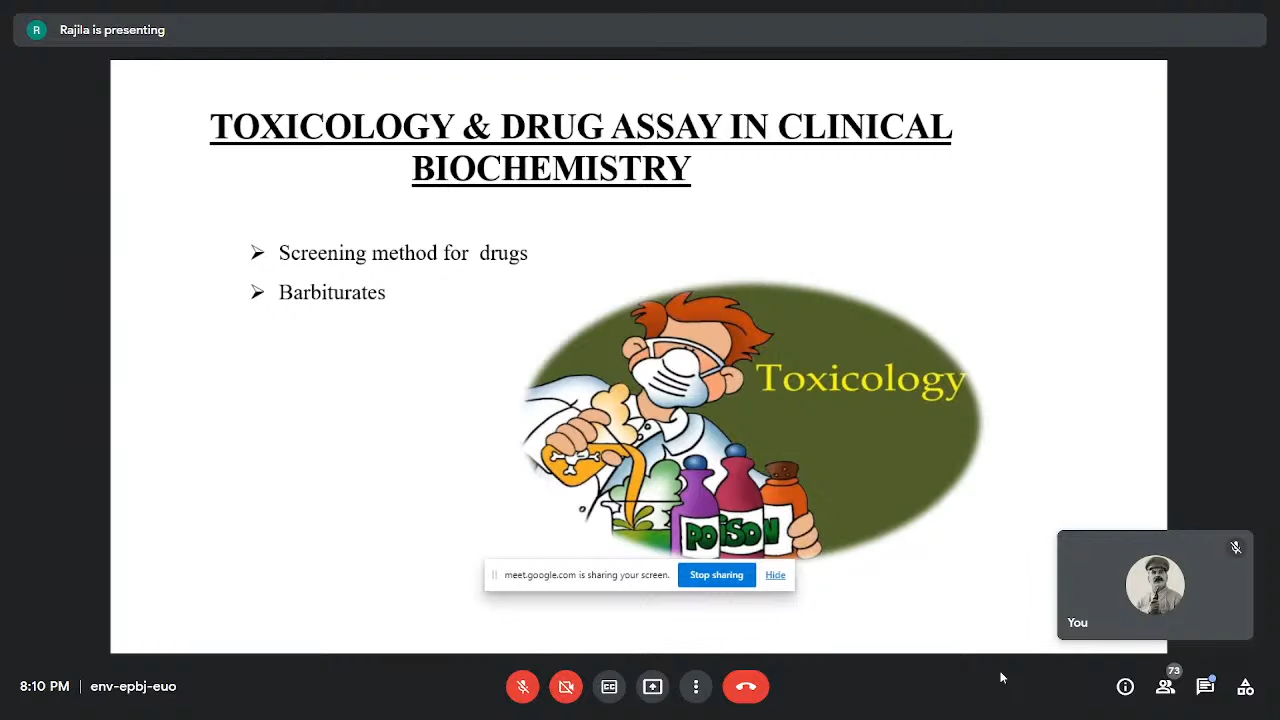 R Rajila is presenting
TOXICOLOGY & DRUG ASSAY IN CLINICAL
BIOCHEMISTRY
➢ Screening method for drugs
➢ Barbiturates
Toxicology
POiSON
meet.google.com is sharing your screen. Stop sharing Hide
You
8:10 PM | env-epbj-euo
CC
73